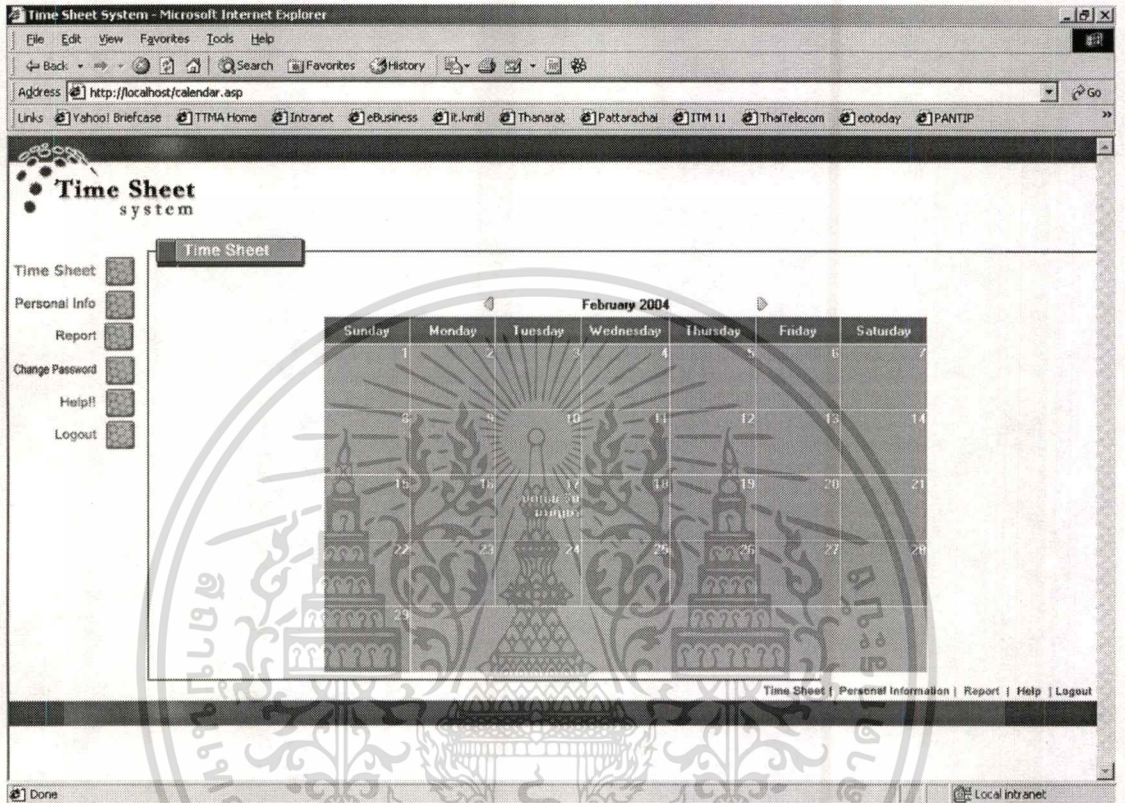 Time Sheet System - Microsoft Internet Explorer
File Edit View Favorites Tools Help
Back Search Favorites History
Address http://localhost/calendar.asp Go
Links Yahoo! Briefcase TTMA Home Intranet eBusiness it.kmitl Thanarat Pattarachai ITM 11 ThaiTelecom eotoday PANTIP »
Time Sheet
system
Time Sheet
Time Sheet
Personal Info
Report
Change Password
Help!!
Logout
February 2004
Sunday Monday Tuesday Wednesday Thursday Friday Saturday
1 2 3 4 5 6 7
8 9 10 11 12 13 14
15 16 17 18 19 20 21
22 23 24 25 26 27 28
29
Time Sheet | Personal Information | Report | Help | Logout
Done Local intranet